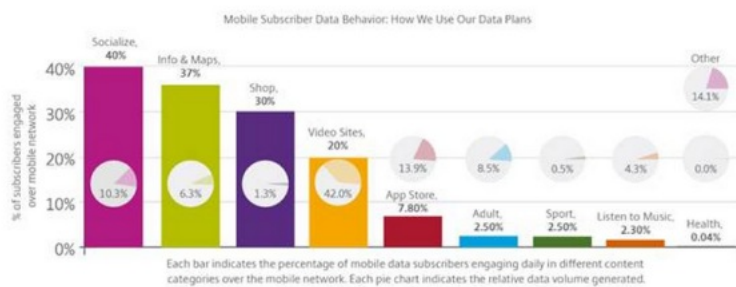 Mobile Subscriber Data Behavior: How We Use Our Data Plans
% of subscribers engaged
over mobile network
40%
30%
20%
10%
0%
Socialize,
40%
10.3%
Info & Maps,
37%
6.3%
Shop,
30%
1.3%
Video Sites,
20%
42.0%
13.9%
App Store,
7.80%
8.5%
Adult,
2.50%
0.5%
Sport,
2.50%
4.3%
Listen to Music,
2.30%
Other
14.1%
0.0%
Health,
0.04%
Each bar indicates the percentage of mobile data subscribers engaging daily in different content
categories over the mobile network. Each pie chart indicates the relative data volume generated.